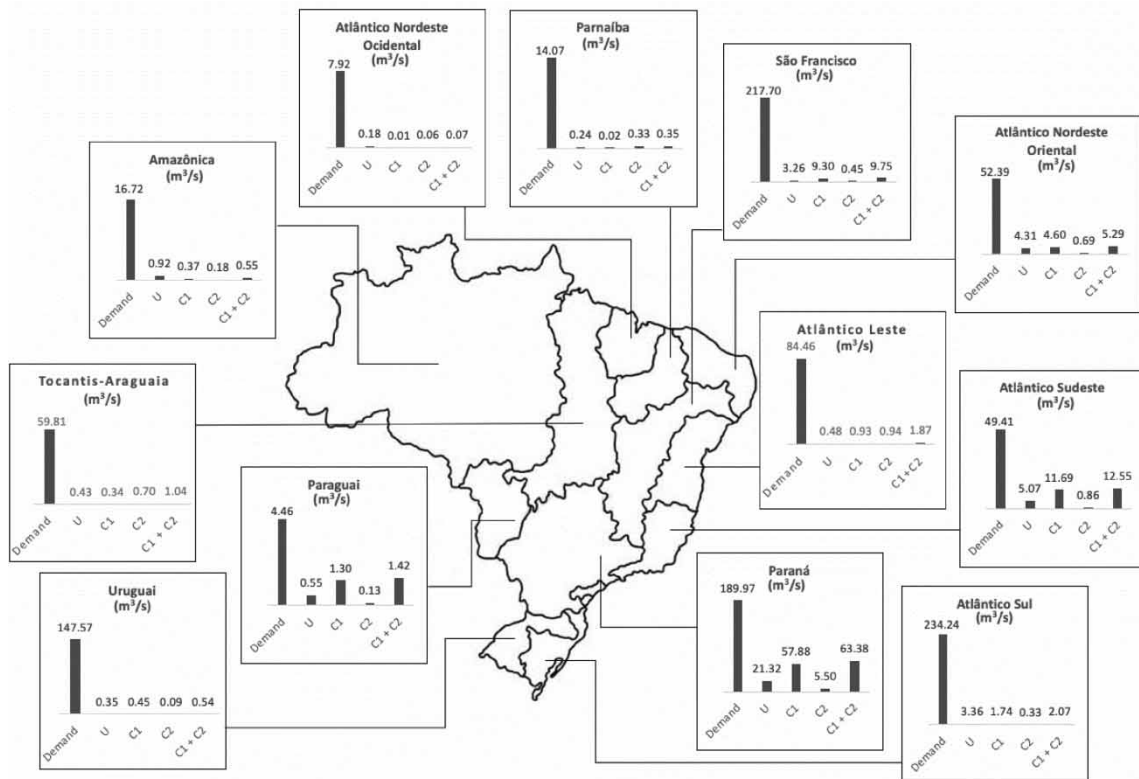 Atlântico Nordeste
Ocidental
(m³/s)
7.92
0.18 0.01 0.06 0.07
Demand U C1 C2 C1 + C2
Parnaíba
(m³/s)
14.07
0.24 0.02 0.33 0.35
Demand U C1 C2 C1 + C2
São Francisco
(m³/s)
217.70
3.26 9.30 0.45 9.75
Demand U C1 C2 C1 + C2
Atlântico Nordeste
Oriental
(m³/s)
52.39
4.31 4.60 0.69 5.29
Demand U C1 C2 C1 + C2
Amazônica
(m³/s)
16.72
0.92 0.37 0.18 0.55
Demand U C1 C2 C1 + C2
Atlântico Leste
(m³/s)
84.46
0.48 0.93 0.94 1.87
Demand U C1 C2 C1+C2
Tocantis-Araguaia
(m³/s)
59.81
0.43 0.34 0.70 1.04
Demand U C1 C2 C1 + C2
Atlântico Sudeste
(m³/s)
49.41
5.07 11.69 0.86 12.55
Demand U C1 C2 C1 + C2
Paraguai
(m³/s)
4.46
0.55 1.30 0.13 1.42
Demand U C1 C2 C1 + C2
Paraná
(m³/s)
189.97
21.32 57.88 5.50 63.38
Demand U C1 C2 C1 + C2
Uruguai
(m³/s)
147.57
0.35 0.45 0.09 0.54
Demand U C1 C2 C1 + C2
Atlântico Sul
(m³/s)
234.24
3.36 1.74 0.33 2.07
Demand U C1 C2 C1 + C2